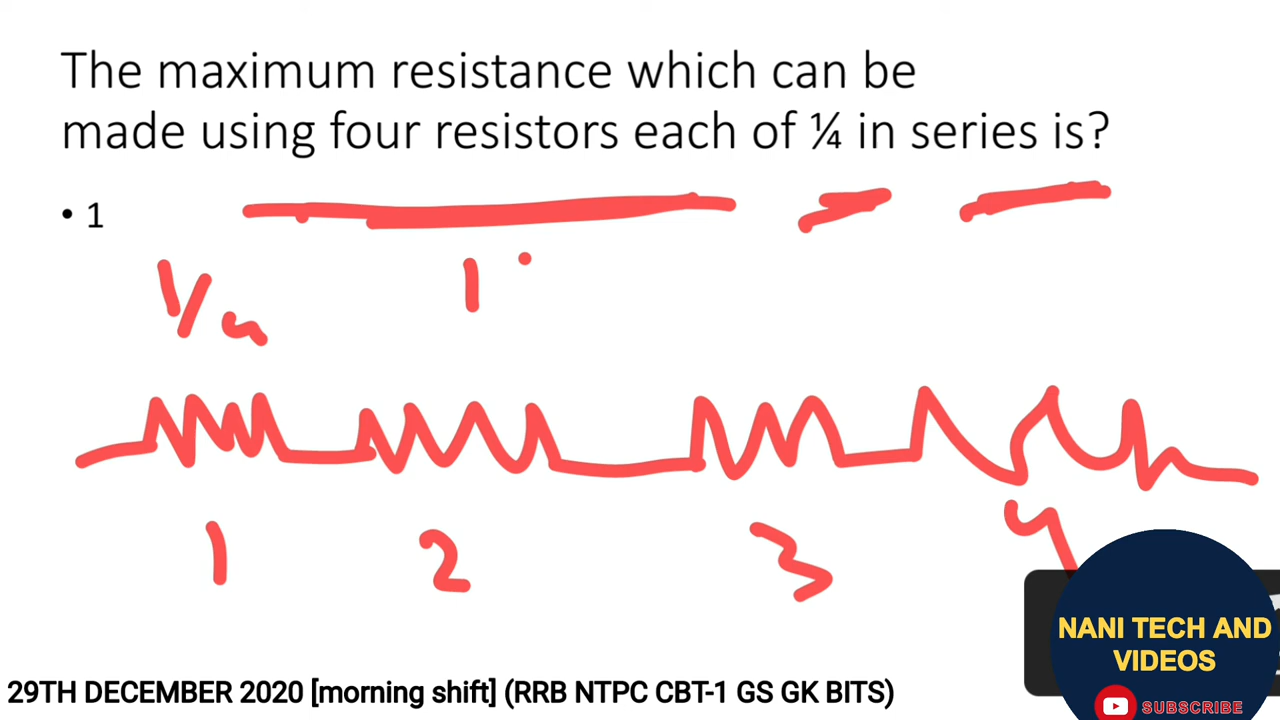 The maximum resistance which can be
made using four resistors each of ¼ in series is?
• 1
1/4
1
1 2 3 4
NANI TECH AND
VIDEOS
29TH DECEMBER 2020 [morning shift] (RRB NTPC CBT-1 GS GK BITS)
SUBSCRIBE